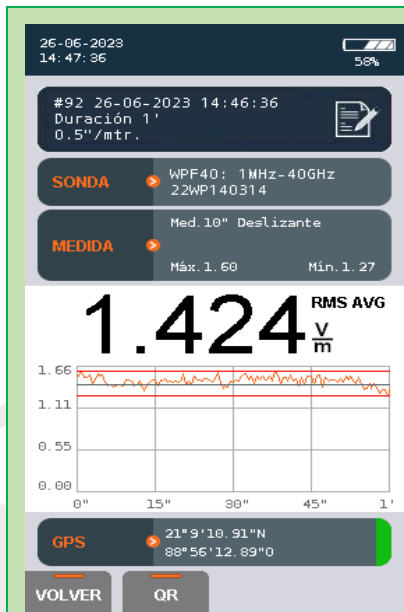 26-06-2023
14:47:36
58%
#92 26-06-2023 14:46:36
Duración 1'
0.5"/mtr.
SONDA
WPF40: 1MHz-40GHz
22WP140314
MEDIDA
Med.10" Deslizante
Máx.1.60 Mín.1.27
1.424 RMS AVG
V/m
1.66
1.11
0.55
0.00
0" 15" 30" 45" 1'
GPS
21°9'10.91"N
88°56'12.89"O
VOLVER QR